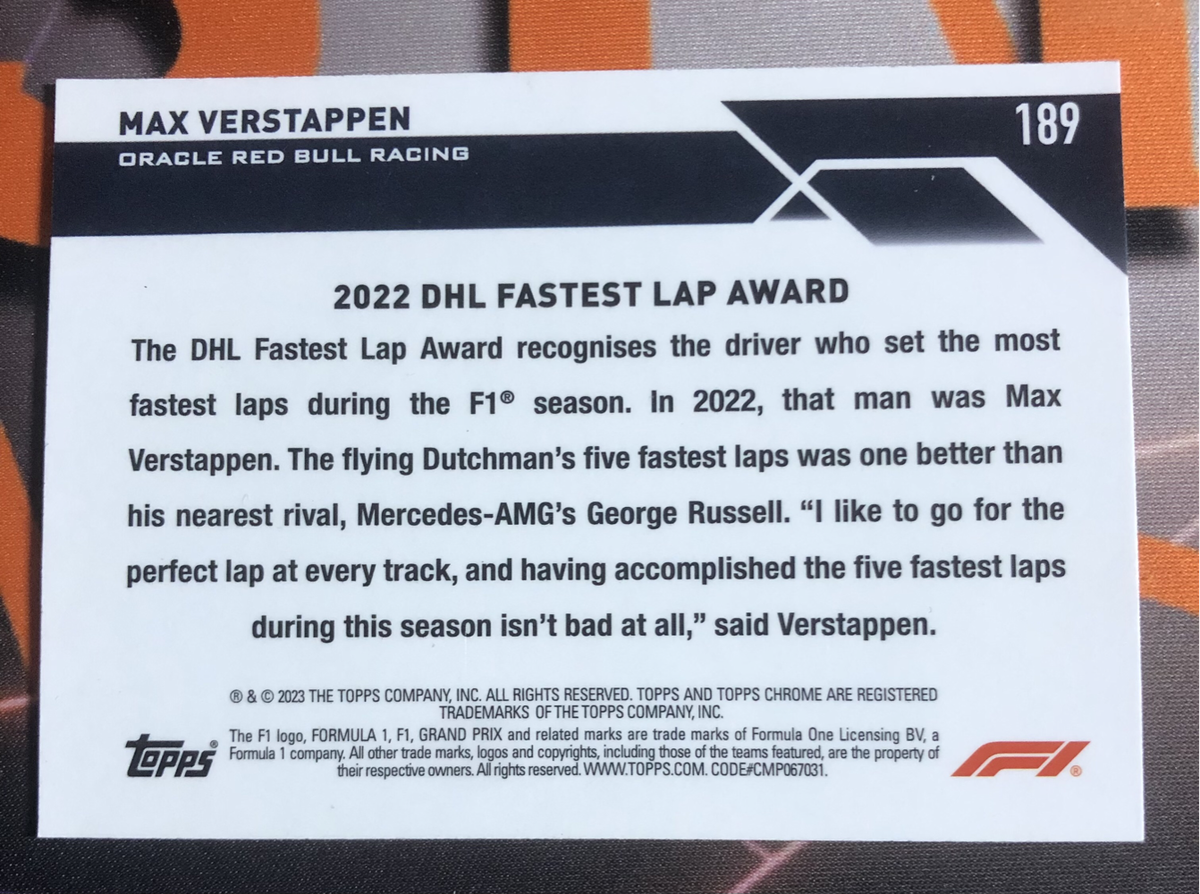 MAX VERSTAPPEN
189
ORACLE RED BULL RACING
2022 DHL FASTEST LAP AWARD
The DHL Fastest Lap Award recognises the driver who set the most
fastest laps during the F1® season. In 2022, that man was Max
Verstappen. The flying Dutchman's five fastest laps was one better than
his nearest rival, Mercedes-AMG's George Russell. “I like to go for the
perfect lap at every track, and having accomplished the five fastest laps
during this season isn't bad at all,” said Verstappen.
® & © 2023 THE TOPPS COMPANY, INC. ALL RIGHTS RESERVED. TOPPS AND TOPPS CHROME ARE REGISTERED
TRADEMARKS OF THE TOPPS COMPANY, INC.
The F1 logo, FORMULA 1, F1, GRAND PRIX and related marks are trade marks of Formula One Licensing BV, a
Formula 1 company. All other trade marks, logos and copyrights, including those of the teams featured, are the property of
their respective owners. All rights reserved. WWW.TOPPS.COM. CODE#CMP067031.
Topps®
F1®